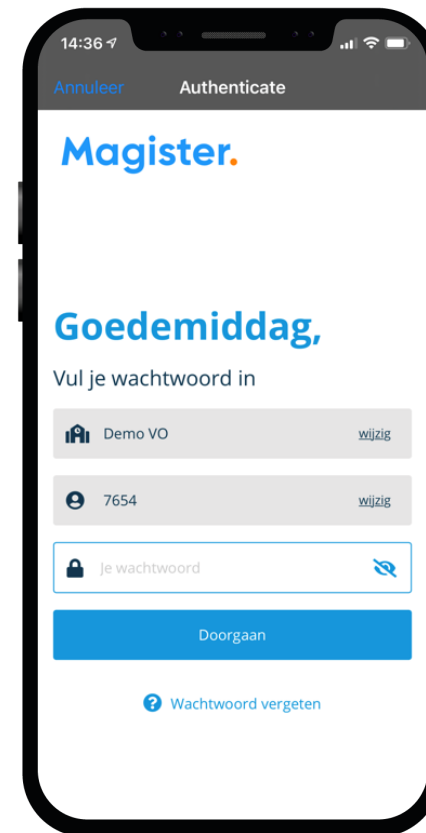 14:36
Annuleer Authenticate
Magister.
Goedemiddag,
Vul je wachtwoord in
Demo VO wijzig
7654 wijzig
Je wachtwoord
Doorgaan
? Wachtwoord vergeten